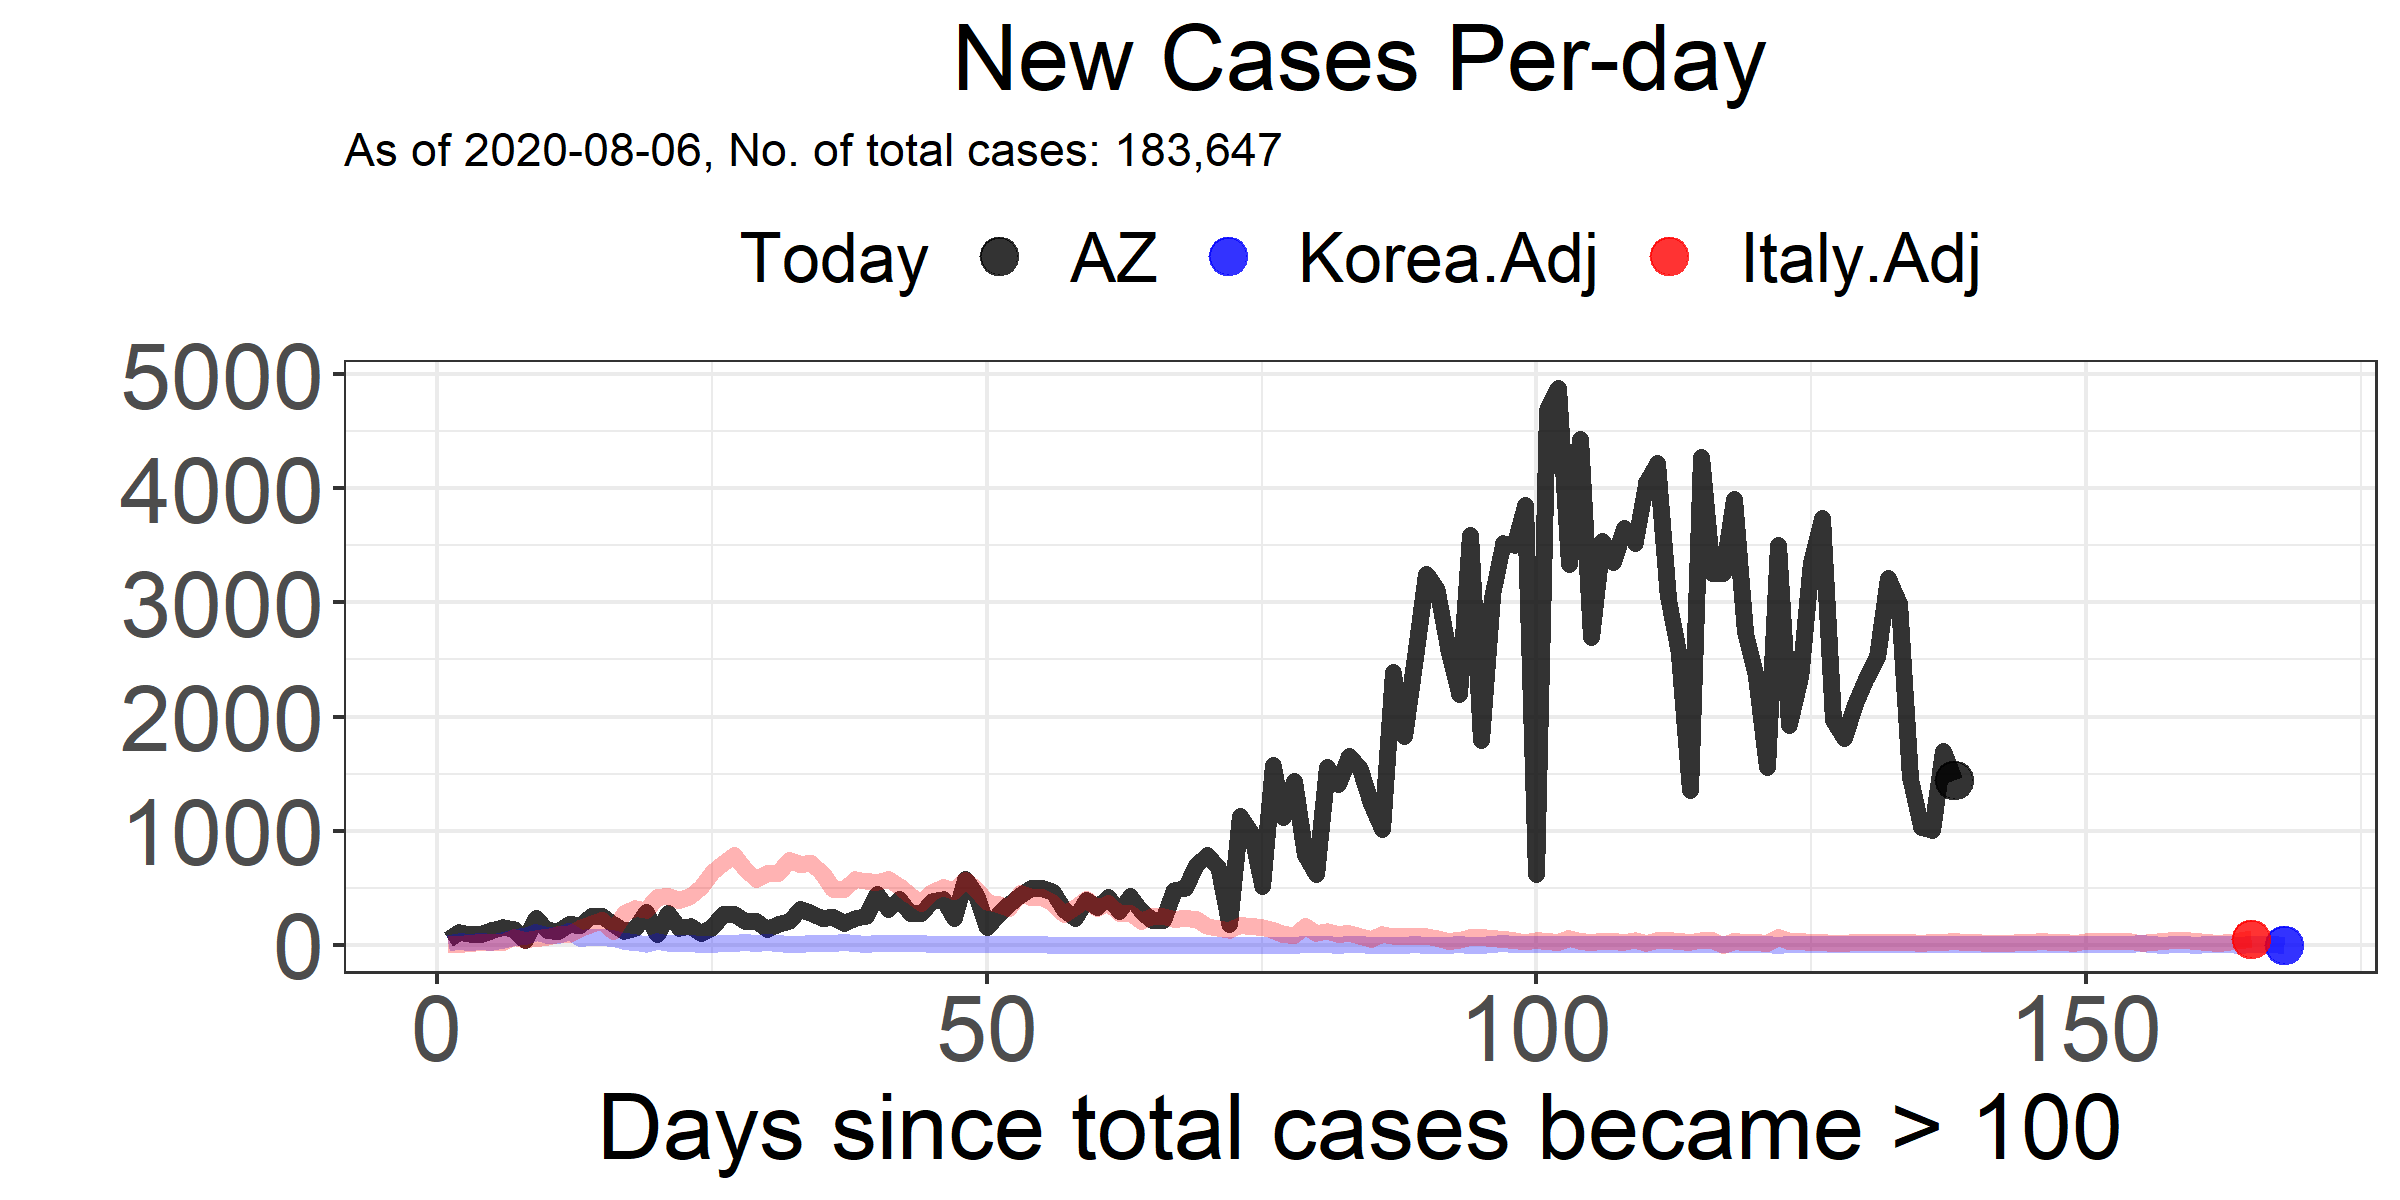 New Cases Per-day
As of 2020-08-06, No. of total cases: 183,647
Today AZ Korea.Adj Italy.Adj
5000
4000
3000
2000
1000
0
0 50 100 150
Days since total cases became > 100